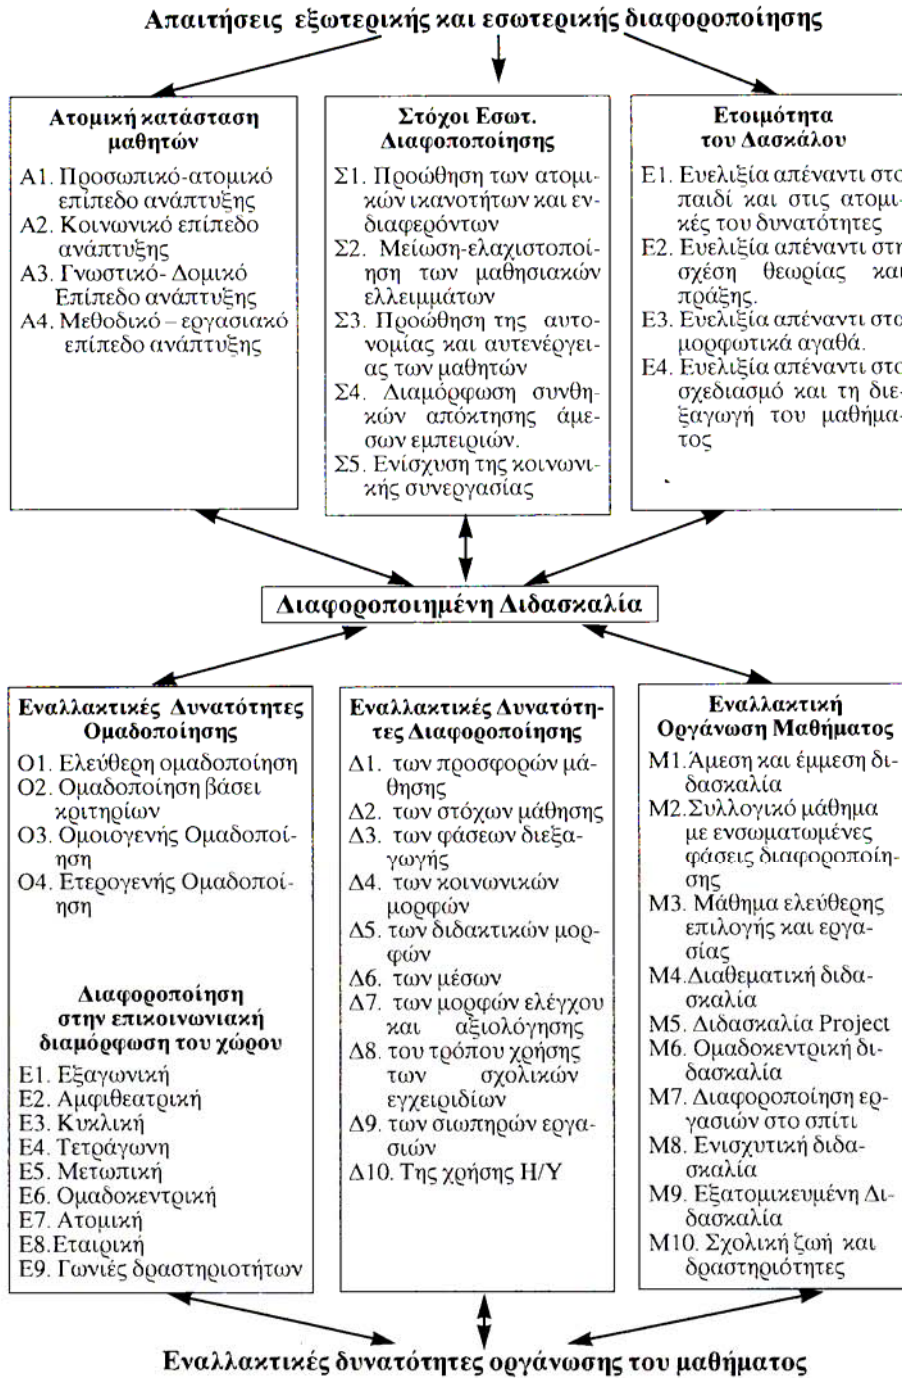 Απαιτήσεις εξωτερικής και εσωτερικής διαφοροποίησης
Ατομική κατάσταση
μαθητών
Α1. Προσωπικό-ατομικό
επίπεδο ανάπτυξης
Α2. Κοινωνικό επίπεδο
ανάπτυξης
Α3. Γνωστικό- Δομικό
Επίπεδο ανάπτυξης
Α4. Μεθοδικό – εργασιακό
επίπεδο ανάπτυξης
Στόχοι Εσωτ.
Διαφοποποίησης
Σ1. Προώθηση των ατομι-
κών ικανοτήτων και εν-
διαφερόντων
Σ2. Μείωση-ελαχιστοποί-
ηση των μαθησιακών
ελλειμμάτων
Σ3. Προώθηση της αυτο-
νομίας και αυτενέργει-
ας των μαθητών
Σ4. Διαμόρφωση συνθη-
κών απόκτησης άμε-
σων εμπειριών.
Σ5. Ενίσχυση της κοινωνι-
κής συνεργασίας
Ετοιμότητα
του Δασκάλου
Ε1. Ευελιξία απέναντι στο
παιδί και στις ατομι-
κές του δυνατότητες
Ε2. Ευελιξία απέναντι στη
σχέση θεωρίας και
πράξης.
Ε3. Ευελιξία απέναντι στα
μορφωτικά αγαθά.
Ε4. Ευελιξία απέναντι στο
σχεδιασμό και τη διε-
ξαγωγή του μαθήμα-
τος
Διαφοροποιημένη Διδασκαλία
Εναλλακτικές Δυνατότητες
Ομαδοποίησης
Ο1. Ελεύθερη ομαδοποίηση
Ο2. Ομαδοποίηση βάσει
κριτηρίων
Ο3. Ομοιογενής Ομαδοποί-
ηση
Ο4. Ετερογενής Ομαδοποί-
ηση
Διαφοροποίηση
στην επικοινωνιακή
διαμόρφωση του χώρου
Ε1. Εξαγωνική
Ε2. Αμφιθεατρική
Ε3. Κυκλική
Ε4. Τετράγωνη
Ε5. Μετωπική
Ε6. Ομαδοκεντρική
Ε7. Ατομική
Ε8.Εταιρική
Ε9. Γωνιές δραστηριοτήτων
Εναλλακτικές Δυνατότη-
τες Διαφοροποίησης
Δ1. των προσφορών μά-
θησης
Δ2. των στόχων μάθησης
Δ3. των φάσεων διεξα-
γωγής
Δ4. των κοινωνικών
μορφών
Δ5. των διδακτικών μορ-
φών
Δ6. των μέσων
Δ7. των μορφών ελέγχου
και αξιολόγησης
Δ8. του τρόπου χρήσης
των σχολικών
εγχειριδίων
Δ9. των σιωπηρών εργα-
σιών
Δ10. Της χρήσης Η/Υ
Εναλλακτική
Οργάνωση Μαθήματος
Μ1.Άμεση και έμμεση δι-
δασκαλία
Μ2.Συλλογικό μάθημα
με ενσωματωμένες
φάσεις διαφοροποίη-
σης
Μ3. Μάθημα ελεύθερης
επιλογής και εργα-
σίας
Μ4.Διαθεματική διδα-
σκαλία
Μ5. Διδασκαλία Project
Μ6. Ομαδοκεντρική δι-
δασκαλία
Μ7. Διαφοροποίηση ερ-
γασιών στο σπίτι
Μ8. Ενισχυτική διδα-
σκαλία
Μ9. Εξατομικευμένη Δι-
δασκαλία
Μ10. Σχολική ζωή και
δραστηριότητες
Εναλλακτικές δυνατότητες οργάνωσης του μαθήματος